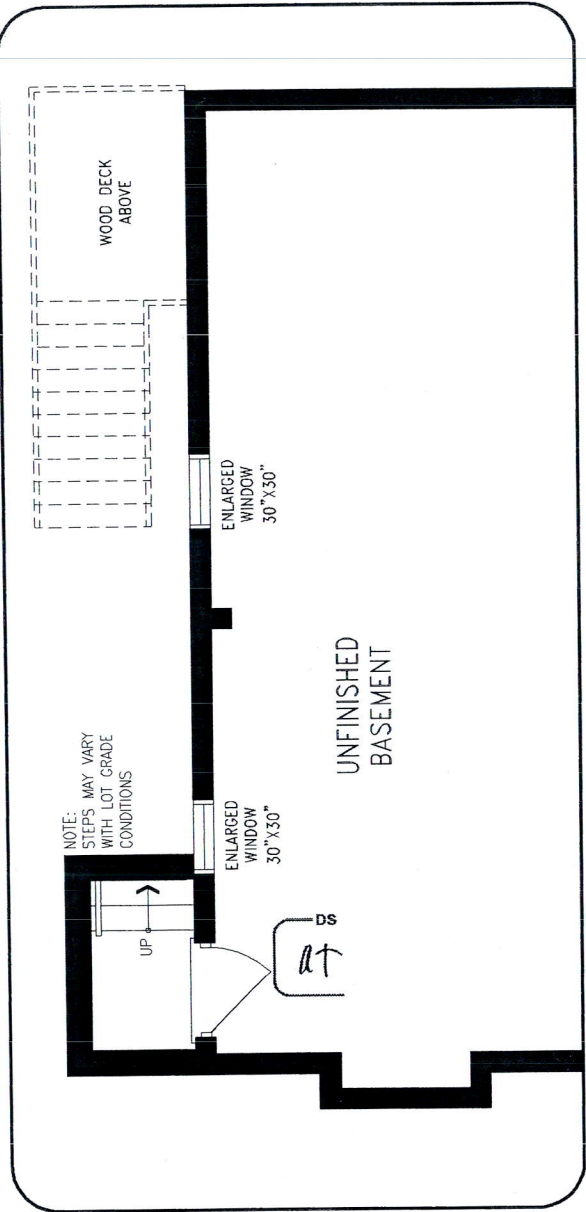 WOOD DECK
ABOVE
ENLARGED
WINDOW
30"X30"
NOTE:
STEPS MAY VARY
WITH LOT GRADE
CONDITIONS
UNFINISHED
BASEMENT
ENLARGED
WINDOW
30"X30"
UP
DS